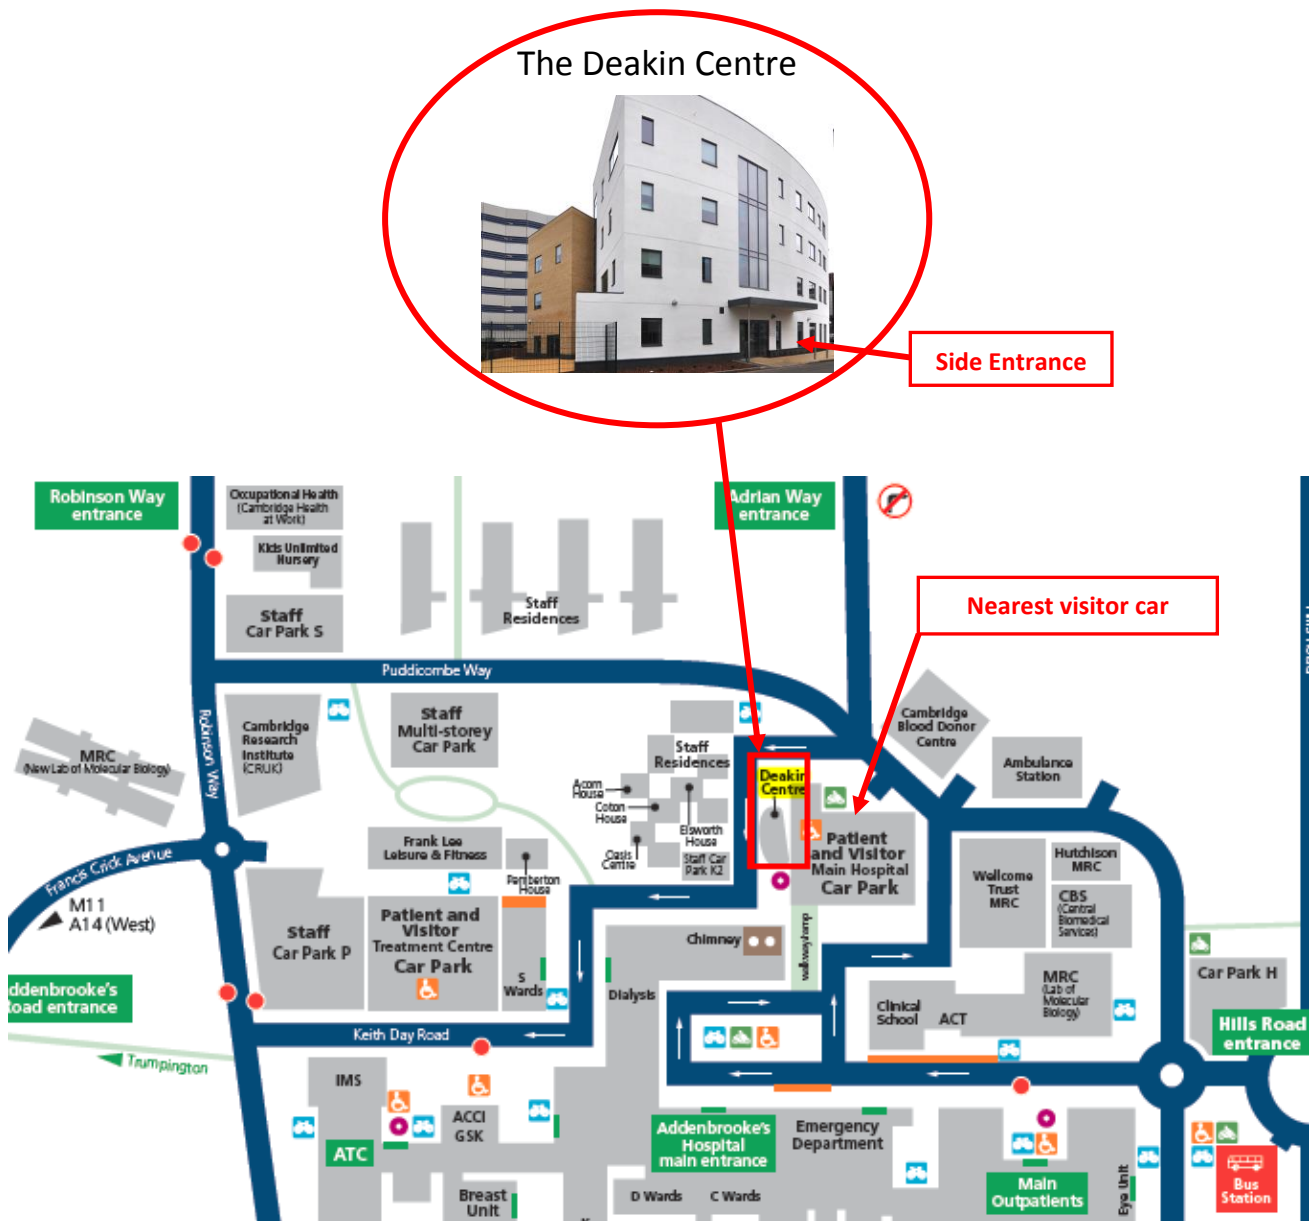 The Deakin Centre
Side Entrance
Robinson Way
entrance
Occupational Health
(Cambridge Health
at Work)
Kids Unlimited
Nursery
Staff
Car Park S
Staff
Residences
Adrian Way
entrance
Nearest visitor car
Puddicombe Way
Robinson Way
MRC
(New Lab of Molecular Biology)
Cambridge
Research
Institute
(CRUK)
Staff
Multi-storey
Car Park
Staff
Residences
Acorn
House
Coton
House
Oasis
Centre
Elsworth
House
Staff Car
Park K2
Deakin
Centre
Cambridge
Blood Donor
Centre
Ambulance
Station
Patient
and Visitor
Main Hospital
Car Park
Francis Crick Avenue
M11
A14 (West)
Frank Lee
Leisure & Fitness
Pemberton
House
Hutchison
MRC
Wellcome
Trust
MRC
CBS
(Central
Biomedical
Services)
Staff
Car Park P
Patient and
Visitor
Treatment Centre
Car Park
S
Wards
Chimney
Dialysis
walkway/ramp
Clinical
School
ACT
MRC
(Lab of
Molecular
Biology)
Car Park H
ddenbrooke's
Road entrance
Trumpington
Keith Day Road
Hills Road
entrance
IMS
ACCI
GSK
ATC
Breast
Unit
Addenbrooke's
Hospital
main entrance
Emergency
Department
D Wards
C Wards
Main
Outpatients
Eye Unit
Bus
Station